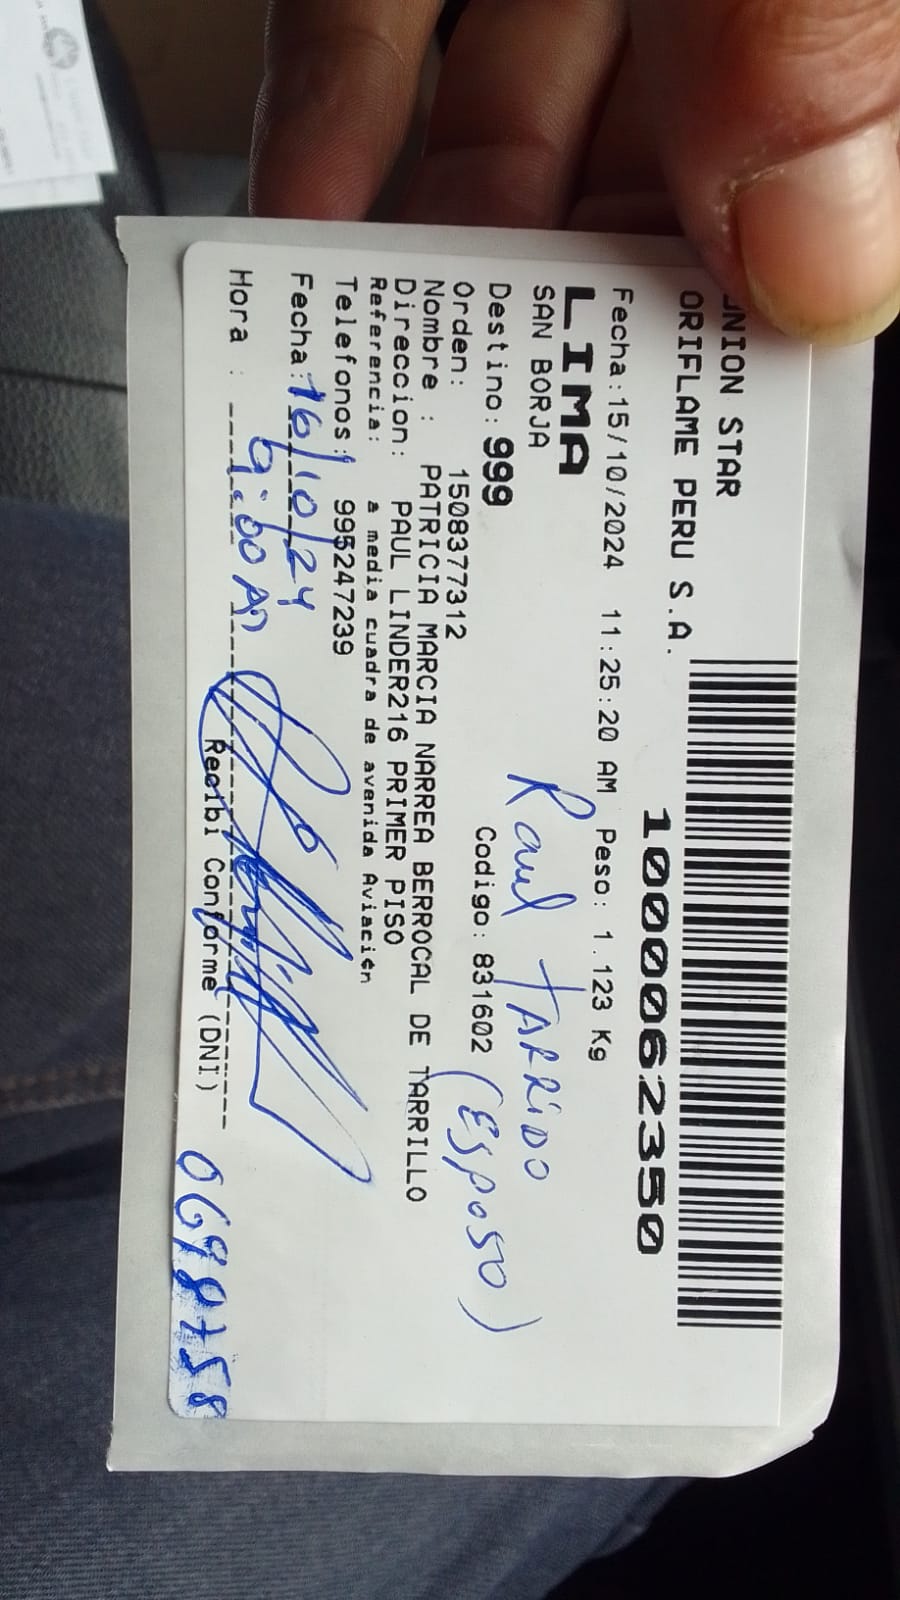 UNION STAR
ORIFLAME PERU S.A.
1000062350
Fecha:15/10/2024 11:25:20 AM Peso: 1.123 Kg
LIMA
SAN BORJA
Raul TARRIDO
Destino: 999 Codigo: 831602 (ESPOSO)
Orden: 1508377312
Nombre : PATRICIA MARCIA NARREA BERROCAL DE TARRILLO
Direccion: PAUL LINDER216 PRIMER PISO
Referencia: a media cuadra de avenida Aviación
Telefonos: 995247239
Fecha: 16/10/24
Hora : 9:00 AM
Recibi Conforme (DNI)